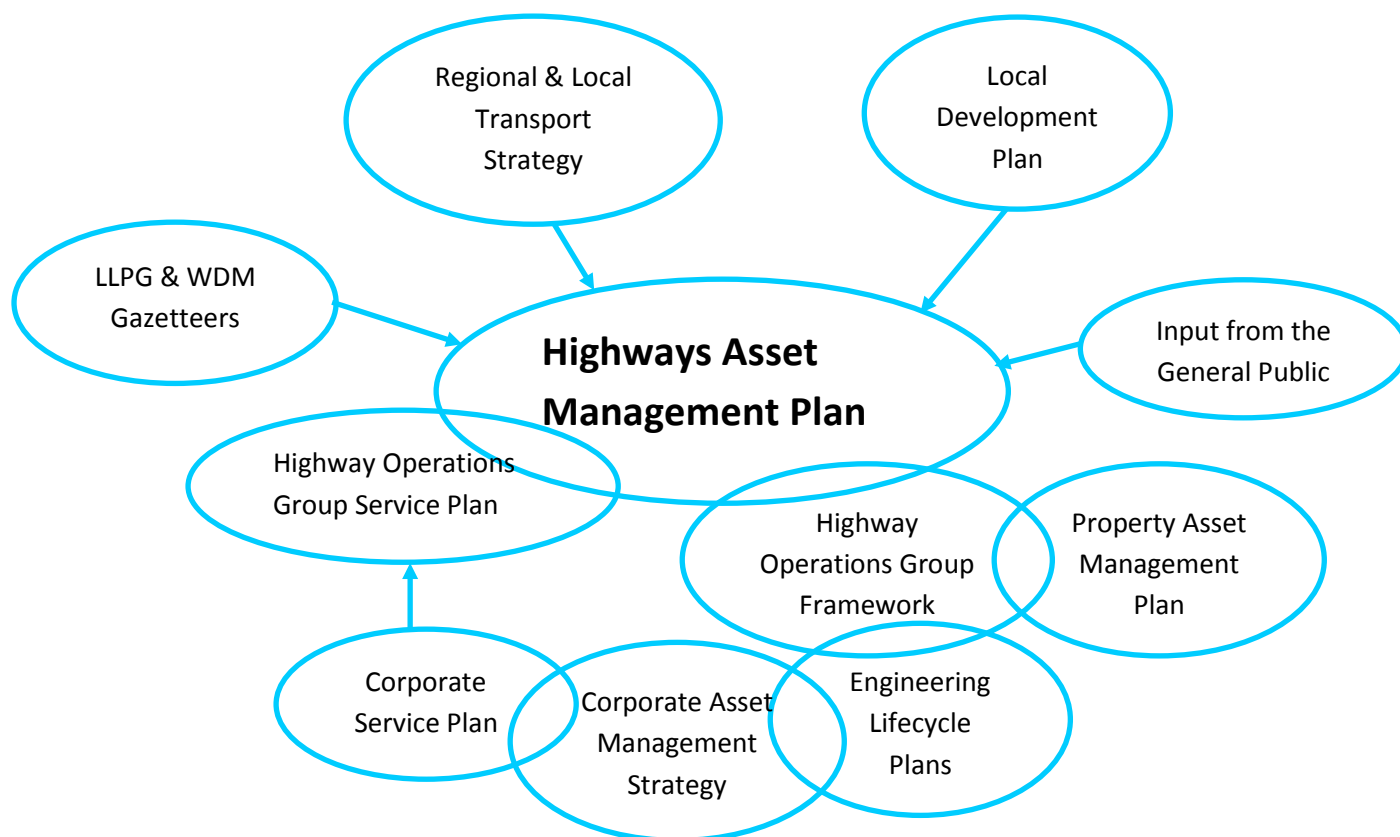 Regional & Local
Transport
Strategy
Local
Development
Plan
LLPG & WDM
Gazetteers
Input from the
General Public
Highways Asset
Management Plan
Highway Operations
Group Service Plan
Highway
Operations Group
Framework
Property Asset
Management
Plan
Corporate
Service Plan
Corporate Asset
Management
Strategy
Engineering
Lifecycle
Plans